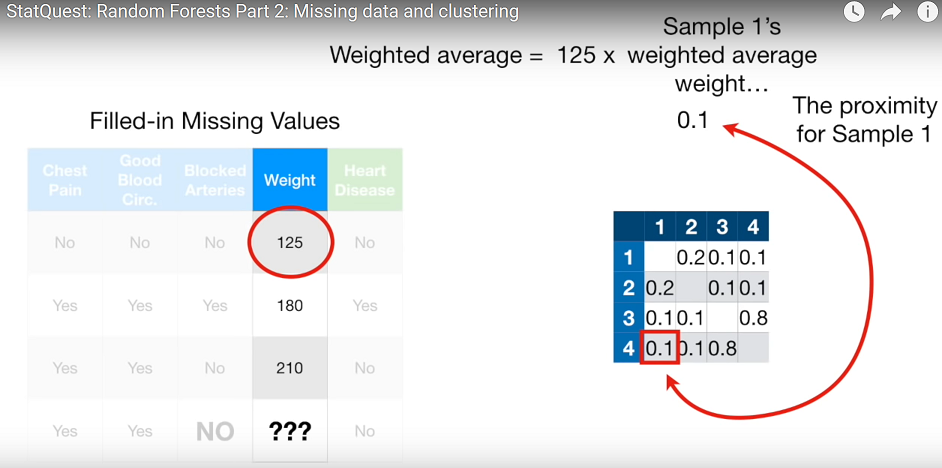 StatQuest: Random Forests Part 2: Missing data and clustering
Sample 1's
Weighted average = 125 x weighted average
weight...
0.1
The proximity
for Sample 1
Filled-in Missing Values
Chest Pain Good Blood Circ. Blocked Arteries Weight Heart Disease
No No No 125 No
Yes Yes Yes 180 Yes
Yes Yes No 210 No
Yes Yes NO ??? No
1 2 3 4
1 0.2 0.1 0.1
2 0.2 0.1 0.1
3 0.1 0.1 0.8
4 0.1 0.1 0.8